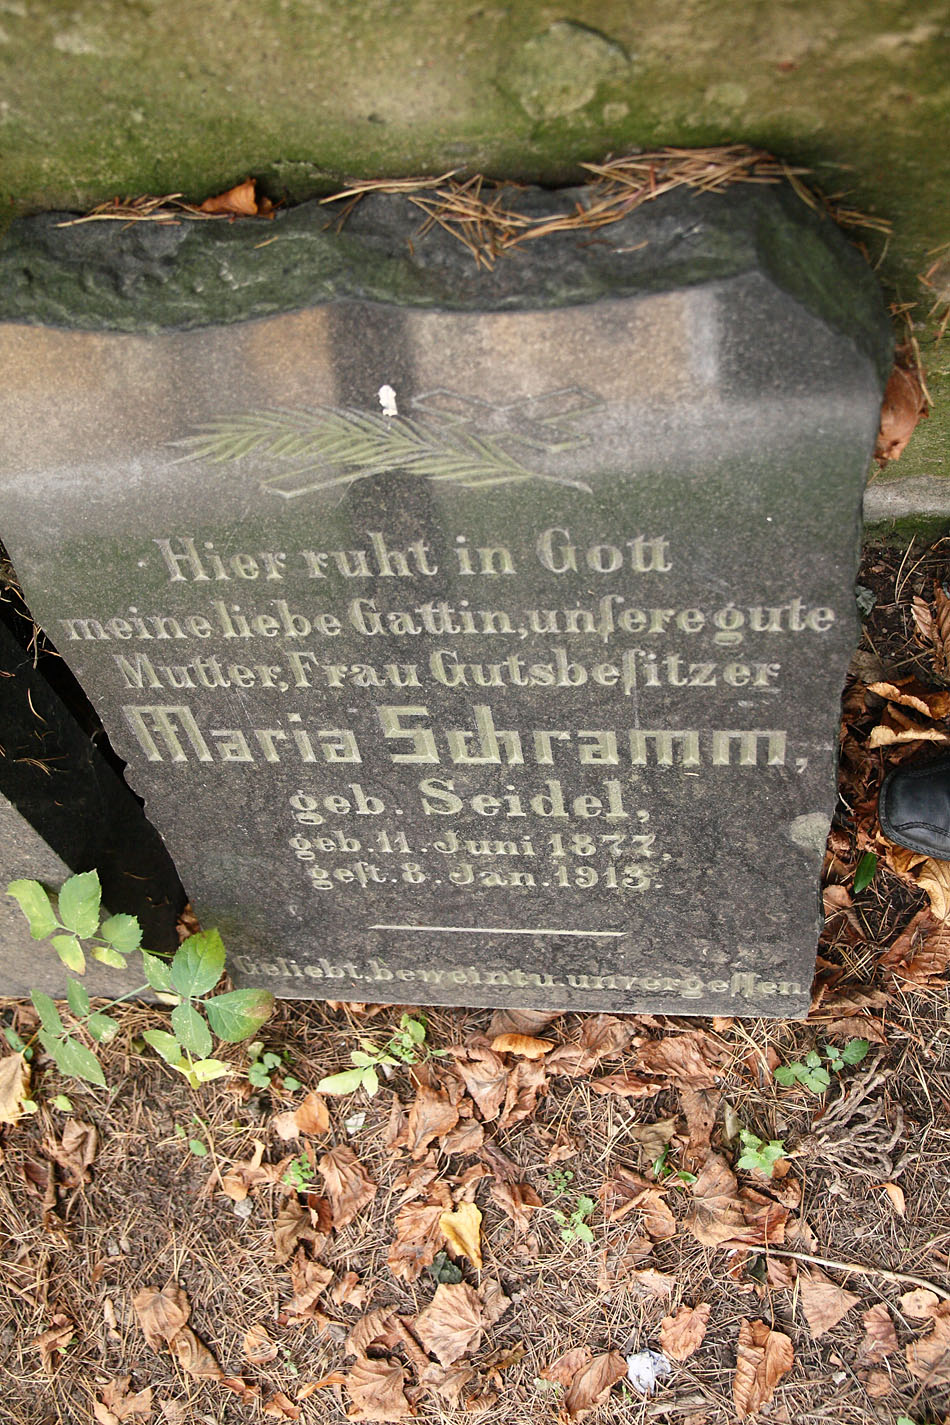 Hier ruht in Gott
meine liebe Gattin, unſere gute
Mutter, Frau Gutsbeſitzer
Maria Schramm,
geb. Seidel,
geb. 11. Juni 1877,
geſt. 8. Jan. 1913.
Geliebt, beweint u. unvergeſſen.